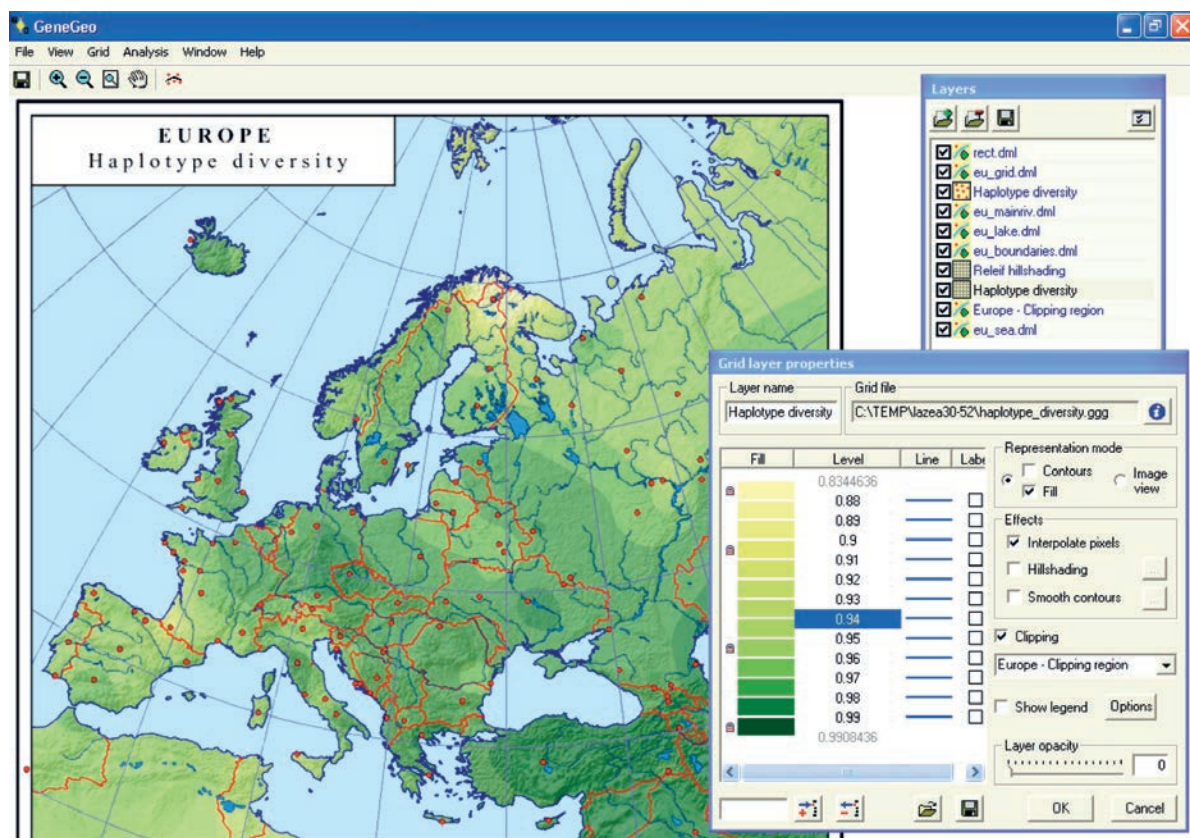 GeneGeo
File View Grid Analysis Window Help
EUROPE
Haplotype diversity
Layers
rect.dml
eu_grid.dml
Haplotype diversity
eu_mainriv.dml
eu_lake.dml
eu_boundaries.dml
Releif hillshading
Haplotype diversity
Europe - Clipping region
eu_sea.dml
Grid layer properties
Layer name Grid file
Haplotype diversity C:\TEMP\lazea30-52\haplotype_diversity.ggg
Fill Level Line Labe
0.8344636
0.88
0.89
0.9
0.91
0.92
0.93
0.94
0.95
0.96
0.97
0.98
0.99
0.9908436
Representation mode
Contours
Fill
Image view
Effects
Interpolate pixels
Hillshading ...
Smooth contours ...
Clipping
Europe - Clipping region
Show legend Options
Layer opacity
0
OK Cancel